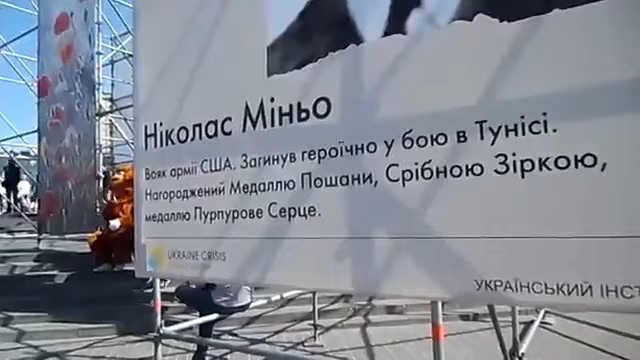 Ніколас Міньо
Вояк армії США. Загинув героїчно у бою в Тунісі.
Нагороджений Медаллю Пошани, Срібною Зіркою,
медаллю Пурпурове Серце.
UKRAINE CRISIS
УКРАЇНСЬКИЙ ІНСТ